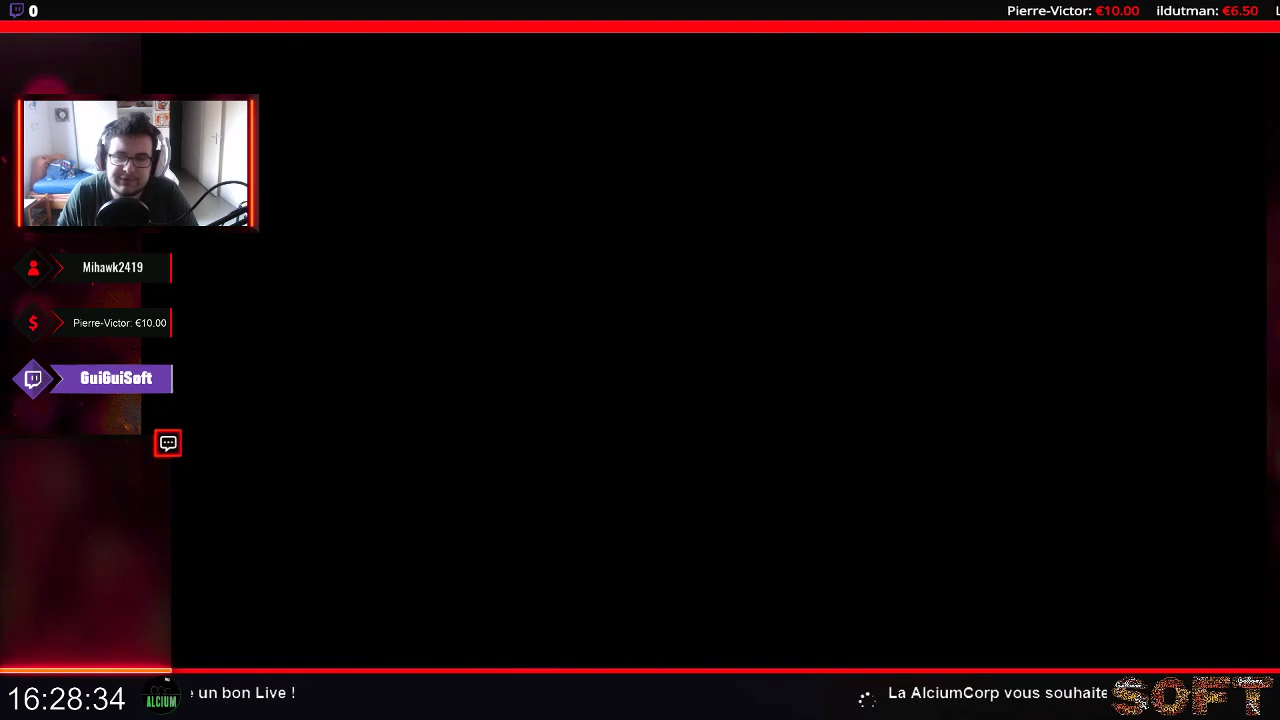 0
Pierre-Victor: €10.00 ildutman: €6.50
Mihawk2419
$ Pierre-Victor: €10.00
GuiGuiSoft
16:28:34
ALCIUM
e un bon Live !
La AlciumCorp vous souhaite
SOFT